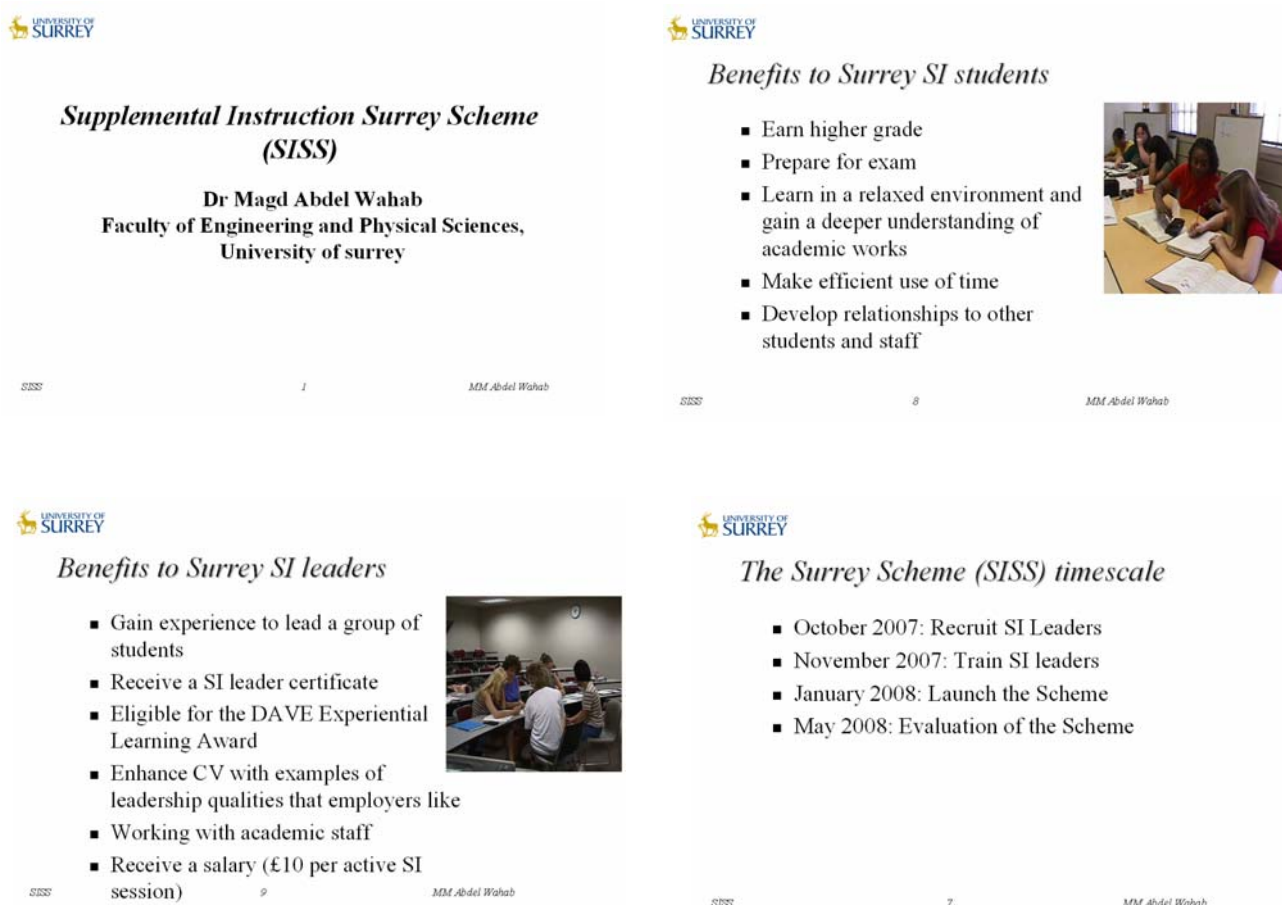 UNIVERSITY OF
SURREY
Supplemental Instruction Surrey Scheme
(SISS)
Dr Magd Abdel Wahab
Faculty of Engineering and Physical Sciences,
University of surrey
SISS
1
MM Abdel Wahab
UNIVERSITY OF
SURREY
Benefits to Surrey SI students
▪ Earn higher grade
▪ Prepare for exam
▪ Learn in a relaxed environment and
gain a deeper understanding of
academic works
▪ Make efficient use of time
▪ Develop relationships to other
students and staff
SISS
8
MM Abdel Wahab
UNIVERSITY OF
SURREY
Benefits to Surrey SI leaders
▪ Gain experience to lead a group of
students
▪ Receive a SI leader certificate
▪ Eligible for the DAVE Experiential
Learning Award
▪ Enhance CV with examples of
leadership qualities that employers like
▪ Working with academic staff
▪ Receive a salary (£10 per active SI
session)
SISS
9
MM Abdel Wahab
UNIVERSITY OF
SURREY
The Surrey Scheme (SISS) timescale
▪ October 2007: Recruit SI Leaders
▪ November 2007: Train SI leaders
▪ January 2008: Launch the Scheme
▪ May 2008: Evaluation of the Scheme
SISS
7
MM Abdel Wahab